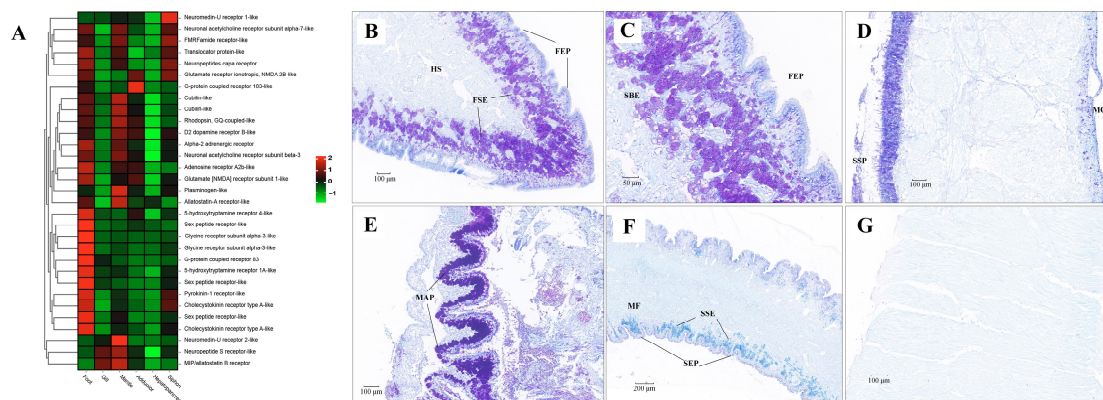 A
Neuromedin-U receptor 1-like
Neuronal acetylcholine receptor subunit alpha-7-like
FMRFamide receptor-like
Translocator protein-like
Neuropeptides capa receptor
Glutamate receptor ionotropic, NMDA 2B-like
G-protein coupled receptor 103-like
Cubilin-like
Cubilin-like
Rhodopsin, GQ-coupled-like
D2 dopamine receptor B-like
Alpha-2 adrenergic receptor
Neuronal acetylcholine receptor subunit beta-3
Adenosine receptor A2b-like
Glutamate [NMDA] receptor subunit 1-like
Plasminogen-like
Allatostatin-A receptor-like
5-hydroxytryptamine receptor 4-like
Sex peptide receptor-like
Glycine receptor subunit alpha-3-like
Glycine receptor subunit alpha-3-like
G-protein coupled receptor 83
5-hydroxytryptamine receptor 1A-like
Sex peptide receptor-like
Pyrokinin-1 receptor-like
Cholecystokinin receptor type A-like
Sex peptide receptor-like
Cholecystokinin receptor type A-like
Neuromedin-U receptor 2-like
Neuropeptide S receptor-like
MIP/allatostatin B receptor
Foot
Gill
Mantle
Adductor
Siphon
2
1
0
-1
B
FEP
HS
FSE
100 μm
C
FEP
SBE
50 μm
D
SSP
100 μm
E
MAP
100 μm
F
MF
SSE
SEP
200 μm
G
100 μm